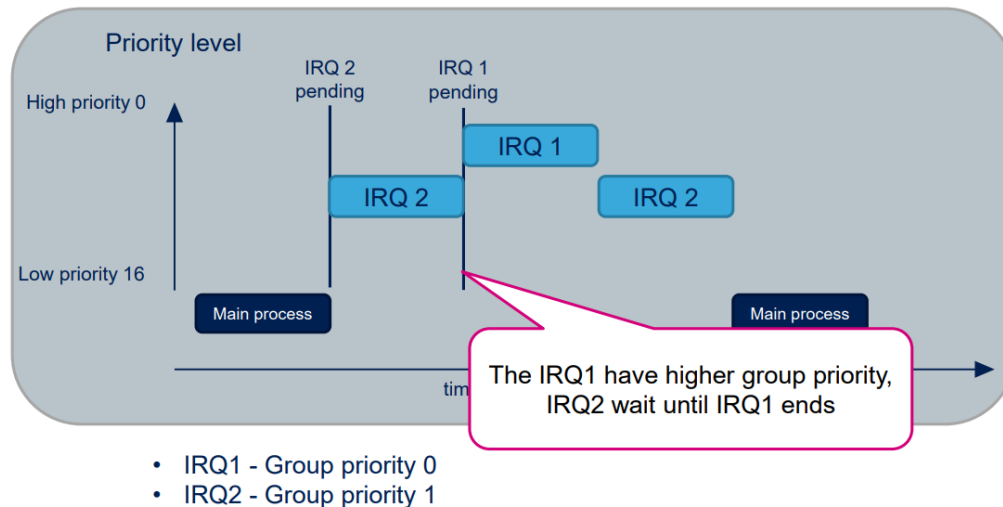 Priority level
IRQ 2
pending
IRQ 1
pending
High priority 0
IRQ 1
IRQ 2
IRQ 2
Low priority 16
Main process
Main process
The IRQ1 have higher group priority,
IRQ2 wait until IRQ1 ends
• IRQ1 - Group priority 0
• IRQ2 - Group priority 1